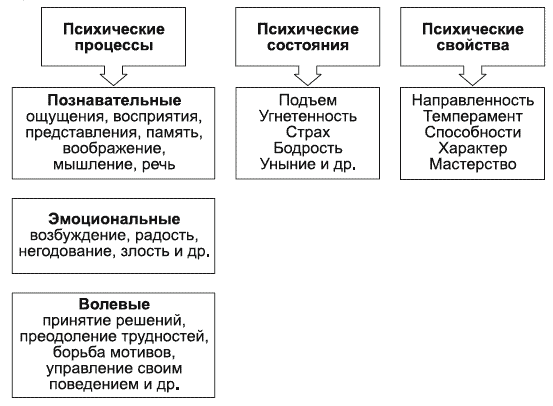 Психические
процессы
Психические
состояния
Психические
свойства
Познавательные
ощущения, восприятия,
представления, память,
воображение,
мышление, речь
Подъем
Угнетенность
Страх
Бодрость
Уныние и др.
Направленность
Темперамент
Способности
Характер
Мастерство
Эмоциональные
возбуждение, радость,
негодование, злость и др.
Волевые
принятие решений,
преодоление трудностей,
борьба мотивов,
управление своим
поведением и др.